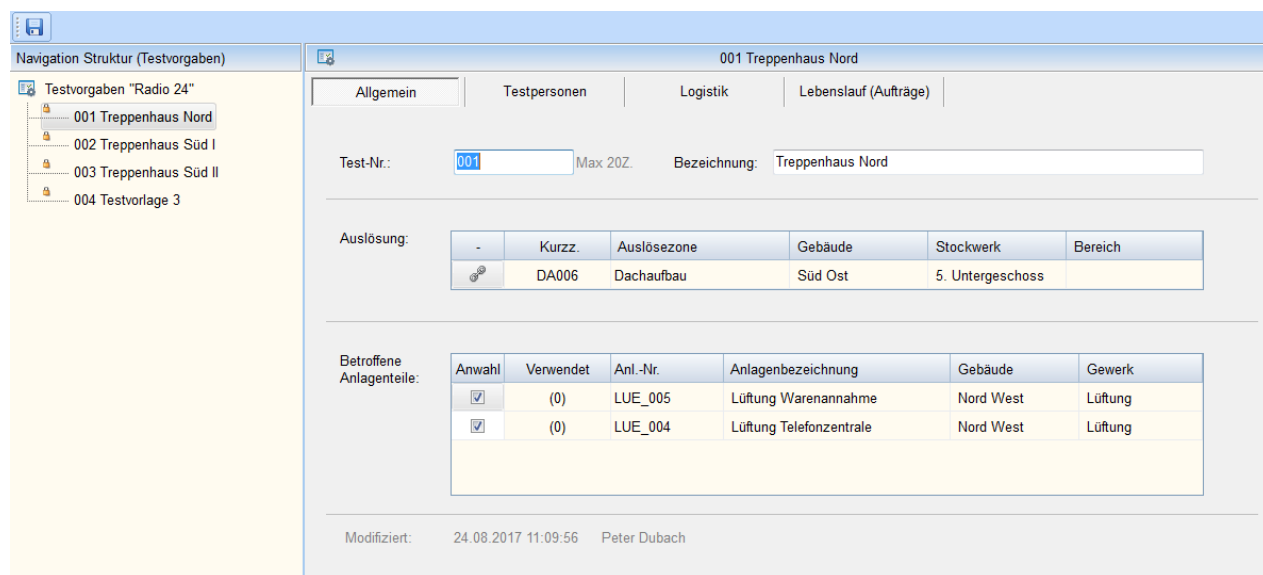 Navigation Struktur (Testvorgaben)
001 Treppenhaus Nord
Testvorgaben "Radio 24"
001 Treppenhaus Nord
002 Treppenhaus Süd I
003 Treppenhaus Süd II
004 Testvorlage 3
Allgemein Testpersonen Logistik Lebenslauf (Aufträge)
Test-Nr.: 001 Max 20Z. Bezeichnung: Treppenhaus Nord
Auslösung:
- Kurzz. Auslösezone Gebäude Stockwerk Bereich
DA006 Dachaufbau Süd Ost 5. Untergeschoss
Betroffene
Anlagenteile:
Anwahl Verwendet Anl.-Nr. Anlagenbezeichnung Gebäude Gewerk
(0) LUE_005 Lüftung Warenannahme Nord West Lüftung
(0) LUE_004 Lüftung Telefonzentrale Nord West Lüftung
Modifiziert: 24.08.2017 11:09:56 Peter Dubach